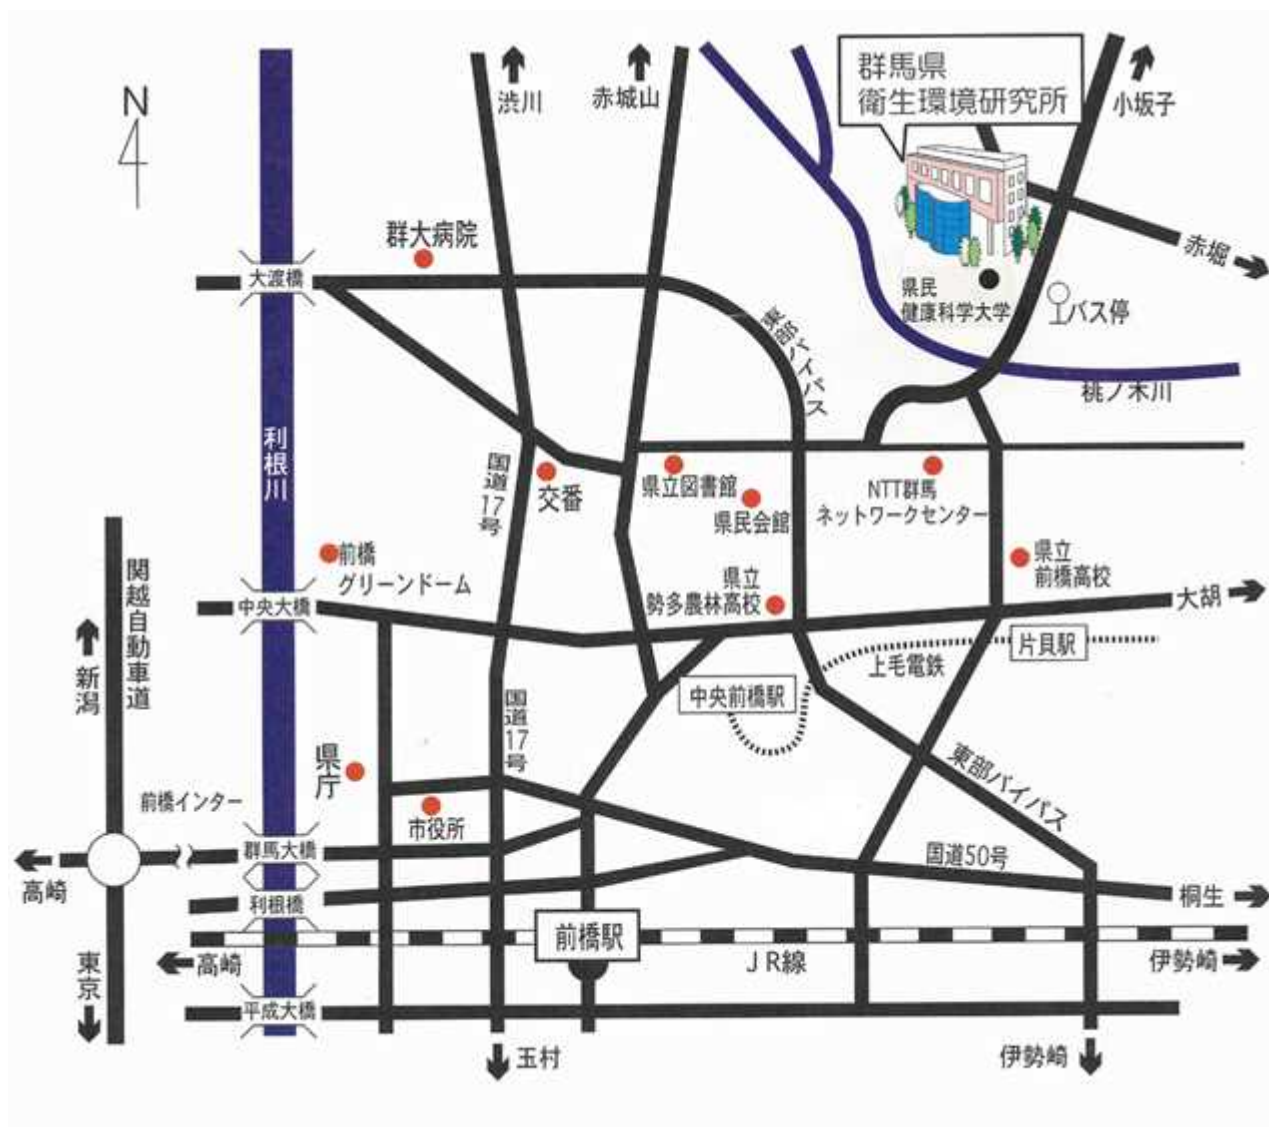 群馬県
衛生環境研究所
N
渋川
赤城山
小坂子
群大病院
赤堀
大渡橋
県民
健康科学大学
バス停
東部バイパス
桃ノ木川
利根川
国道17号
交番
県立図書館
県民会館
NTT群馬
ネットワークセンター
前橋
グリーンドーム
県立
勢多農林高校
県立
前橋高校
大胡
中央大橋
関越自動車道
新潟
片貝駅
上毛電鉄
中央前橋駅
国道17号
県庁
東部バイパス
前橋インター
市役所
群馬大橋
国道50号
高崎
利根橋
桐生
前橋駅
高崎
JR線
伊勢崎
東京
平成大橋
玉村
伊勢崎